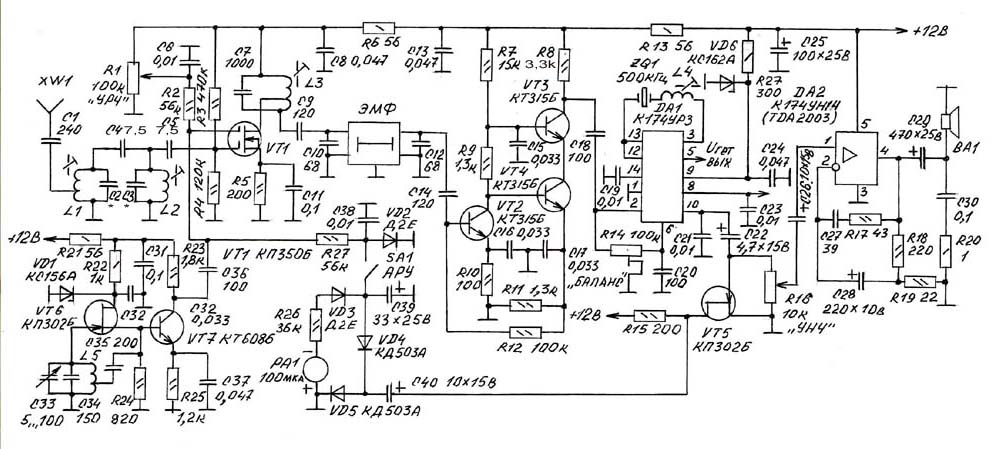 +12В
C6
0,01
C7
1000
R6 56
C8 0,047
C13
0,047
R7
15к
R8
3,3к
R13 56
VD6
КС162А
C25
100×25В
XW1
R1
100к
"УРЧ"
R2
56к
R3 470к
L3
C9
120
ЭМФ
VT3
КТ315Б
ZQ1
500КГц
L4
DA1
К174УР3
R27
300
DA2
К174УН14
(TDA2003)
C1
240
C4 7,5
C5
7,5
VT1
C10
68
C12
68
R9
1,3к
C15
0,033
C18
100
13
12
14
1
2
3
5
9
8
10
6
Uгет
ВЫХ
C24
0,047
C26 10×15В
1
2
3
4
5
C29
470×25В
BA1
L1
C2
*
C3
*
L2
R4 120к
R5
200
C11
0,1
C14
120
VT4
КТ315Б
VT2
КТ315Б
C19
0,01
C23
0,01
C30
0,1
+12В
R21 56
C31
0,1
R23
1,8к
VT1 КП350Б
C38
0,01
VD2
Д2Е
R27
56к
SA1
АРУ
C16 0,033
C17
0,033
R14 100к
"БАЛАНС"
C20
100
C21
0,01
C22
4,7×15В
C27
39
R17 43
R18
220
R20
1
VD1
КС156А
R22
1к
C36
100
C32
0,033
R10
100
R11 1,3к
+12В
R16
10к
"УНЧ"
C28
220×10В
R19 22
VT6
КП302Б
VT7 КТ608Б
VD3
Д2Е
C39
33×25В
R26
36к
VD4
КД503А
R12 100к
R15 200
VT5
КП302Б
C35 200
L5
C33
5...100
C34
150
R24
820
R25
1,2к
C37
0,047
PA1
100мкА
VD5 КД503А
C40 10×15В